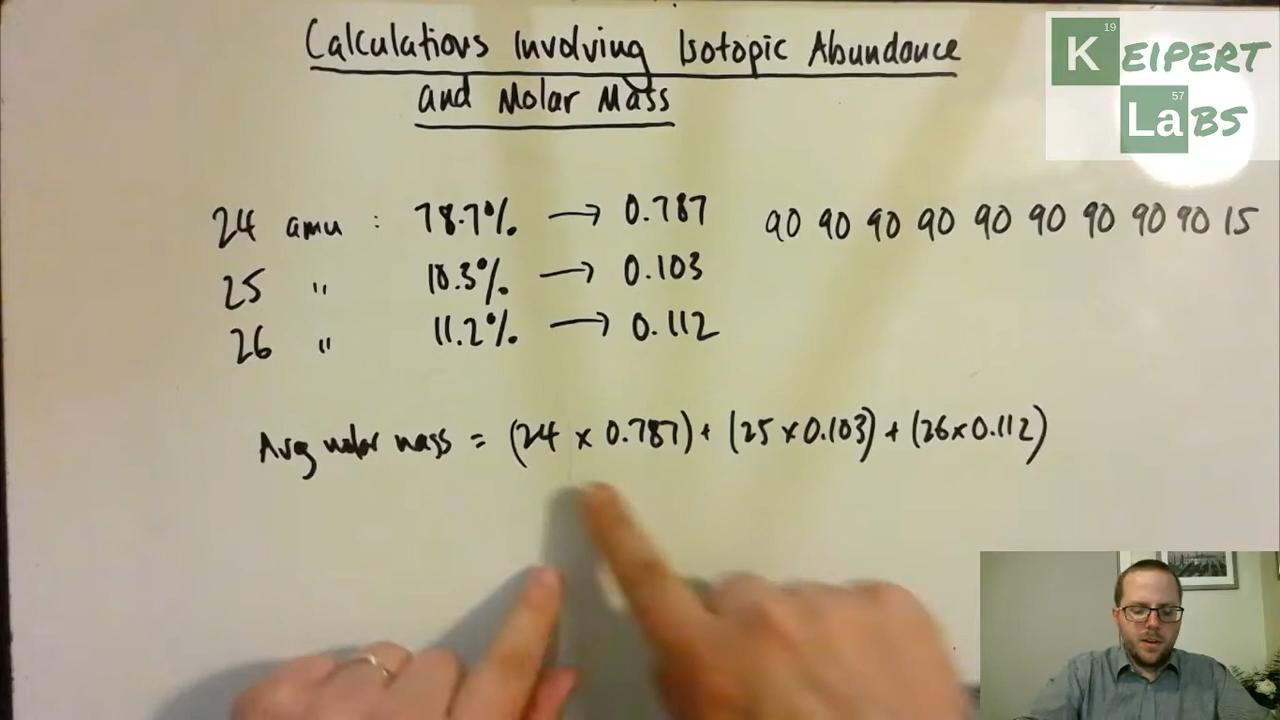 Calculations Involving Isotopic Abundance
and Molar Mass
K 19 EIPERT
La 57 BS
24 amu : 78.7% → 0.787 90 90 90 90 90 90 90 90 90 15
25 " 10.3% → 0.103
26 " 11.2% → 0.112
Avg molar mass = (24 × 0.787) + (25 × 0.103) + (26 × 0.112)